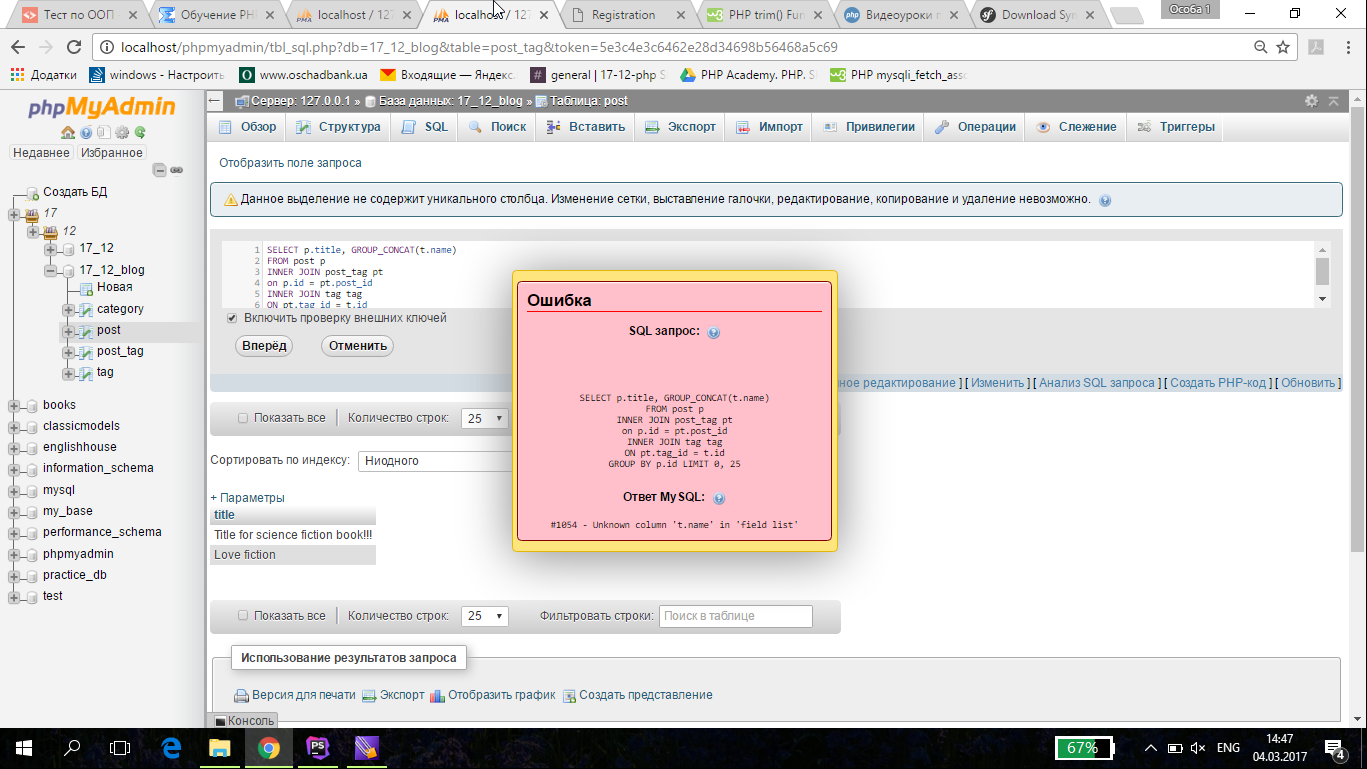 Тест по ООП
Обучение PH
localhost / 127
localhost / 127
Registration
PHP trim() Fun
Видеоуроки п
Download Sy
Особа 1
localhost/phpmyadmin/tbl_sql.php?db=17_12_blog&table=post_tag&token=5e3c4e3c6462e28d34698b56468a5c69
Додатки
windows - Настроить
www.oschadbank.ua
Входящие — Яндекс.
general | 17-12-php S
PHP Academy. PHP. S
PHP mysqli_fetch_asso
phpMyAdmin
Недавнее Избранное
Создать БД
17
12
17_12
17_12_blog
Новая
category
post
post_tag
tag
books
classicmodels
englishhouse
information_schema
mysql
my_base
performance_schema
phpmyadmin
practice_db
test
Сервер: 127.0.0.1 » База данных: 17_12_blog » Таблица: post
Обзор Структура SQL Поиск Вставить Экспорт Импорт Привилегии Операции Слежение Триггеры
Отобразить поле запроса
Данное выделение не содержит уникального столбца. Изменение сетки, выставление галочки, редактирование, копирование и удаление невозможно.
1 SELECT p.title, GROUP_CONCAT(t.name)
2 FROM post p
3 INNER JOIN post_tag pt
4 on p.id = pt.post_id
5 INNER JOIN tag tag
6 ON pt.tag_id = t.id
Включить проверку внешних ключей
Вперёд Отменить
ное редактирование ] [ Изменить ] [ Анализ SQL запроса ] [ Создать PHP-код ] [ Обновить ]
Показать все Количество строк: 25
Сортировать по индексу: Ниодного
+ Параметры
title
Title for science fiction book!!!
Love fiction
Показать все Количество строк: 25 Фильтровать строки: Поиск в таблице
Использование результатов запроса
Версия для печати Экспорт Отобразить график Создать представление
Консоль
Ошибка
SQL запрос:
SELECT p.title, GROUP_CONCAT(t.name)
FROM post p
INNER JOIN post_tag pt
on p.id = pt.post_id
INNER JOIN tag tag
ON pt.tag_id = t.id
GROUP BY p.id LIMIT 0, 25
Ответ MySQL:
#1054 - Unknown column 't.name' in 'field list'
67%
ENG
14:47
04.03.2017
4